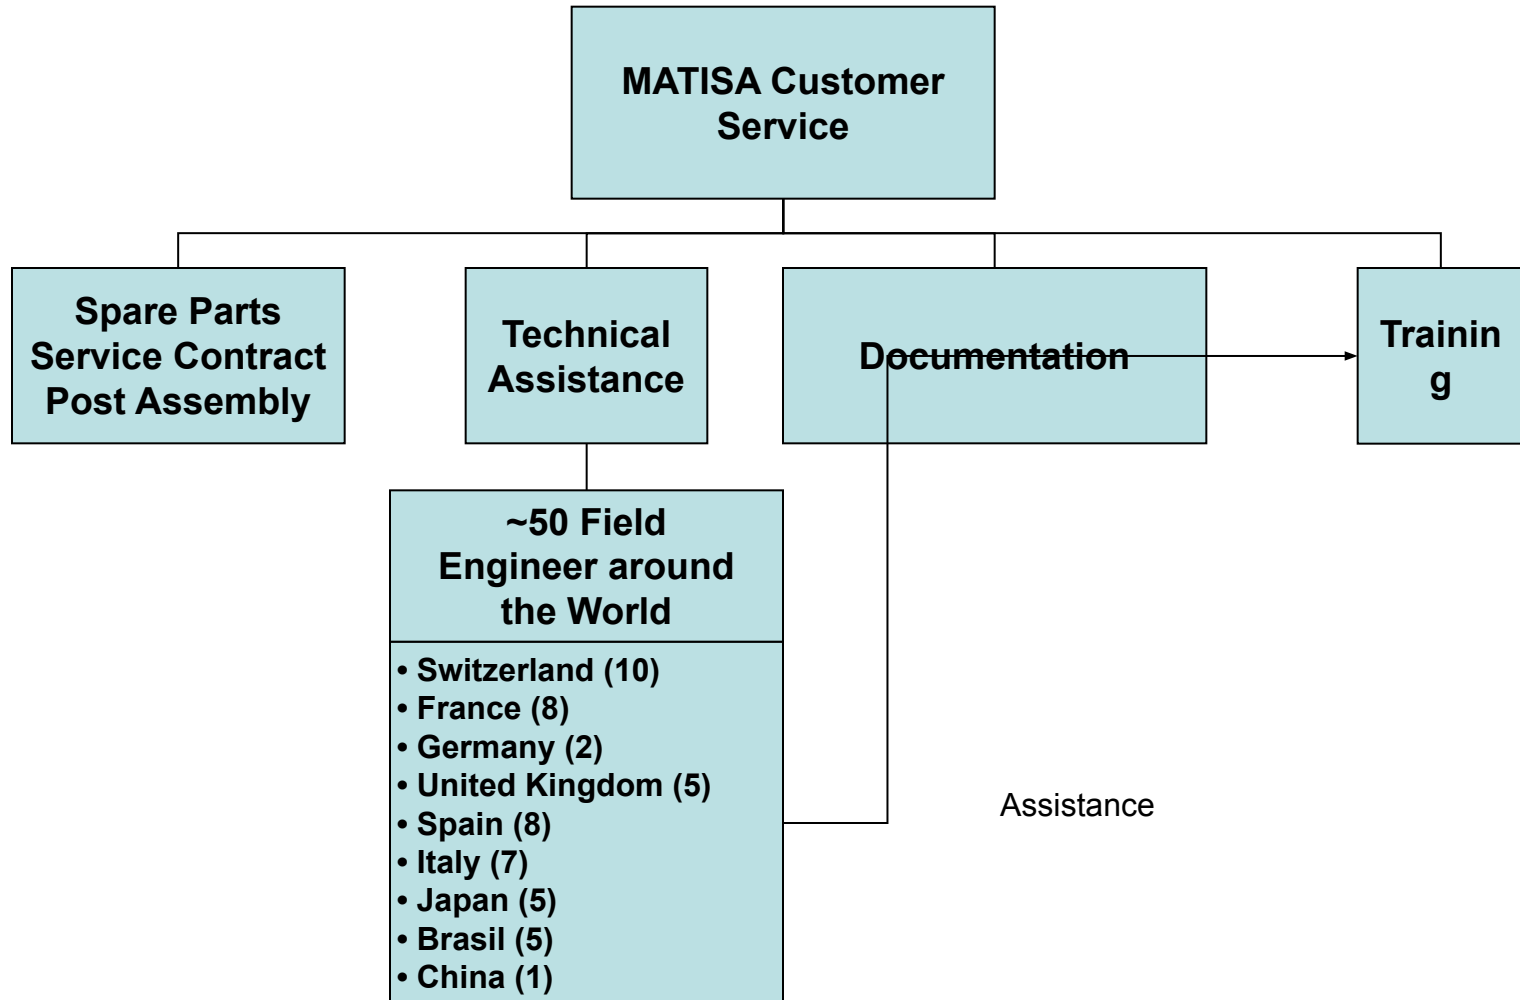 MATISA Customer
Service
Spare Parts
Service Contract
Post Assembly
Technical
Assistance
Documentation
Trainin
g
~50 Field
Engineer around
the World
• Switzerland (10)
• France (8)
• Germany (2)
• United Kingdom (5)
• Spain (8)
• Italy (7)
• Japan (5)
• Brasil (5)
• China (1)
Assistance